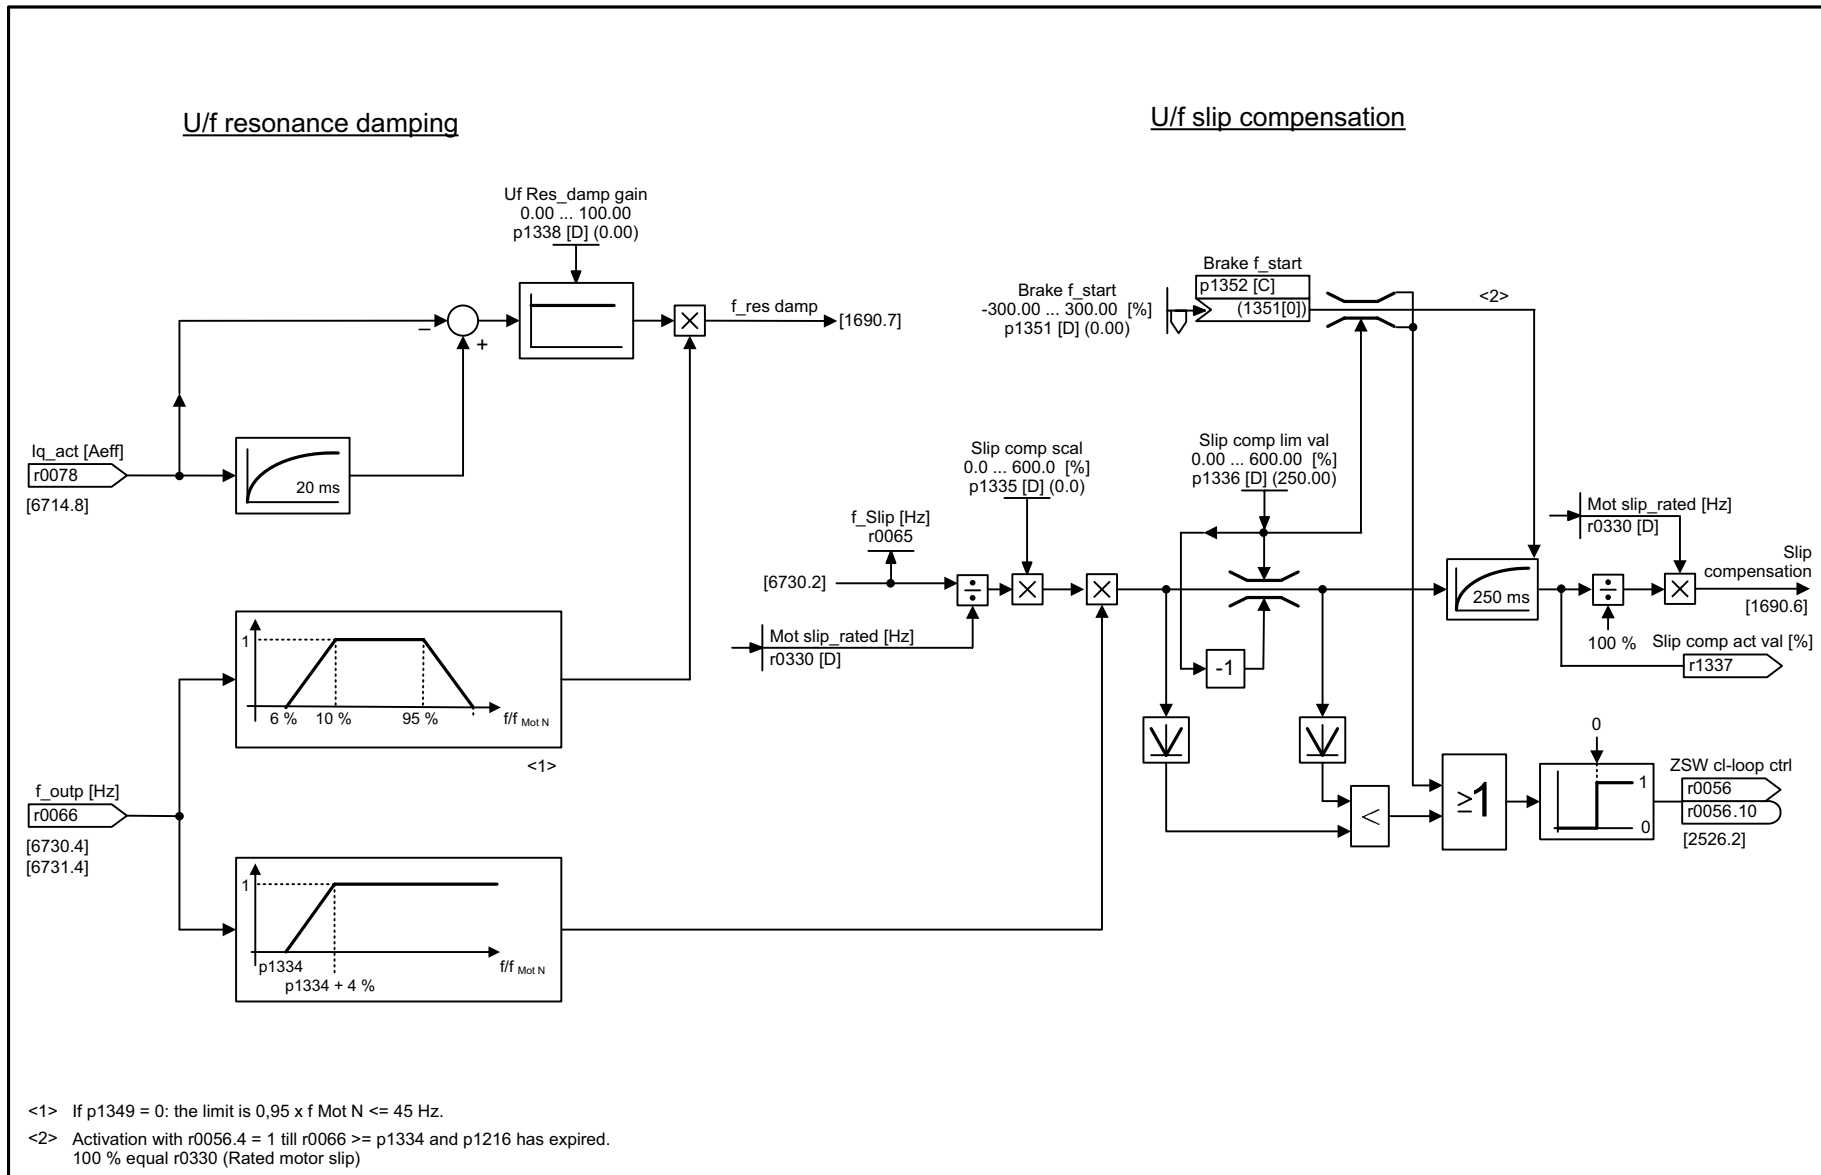 U/f resonance damping
U/f slip compensation
Uf Res_damp gain
0.00 ... 100.00
p1338 [D] (0.00)
f_res damp
[1690.7]
–
+
Iq_act [Aeff]
r0078
[6714.8]
20 ms
Brake f_start
-300.00 ... 300.00 [%]
p1351 [D] (0.00)
Brake f_start
p1352 [C]
(1351[0])
<2>
Slip comp scal
0.0 ... 600.0 [%]
p1335 [D] (0.0)
Slip comp lim val
0.00 ... 600.00 [%]
p1336 [D] (250.00)
f_Slip [Hz]
r0065
[6730.2]
Mot slip_rated [Hz]
r0330 [D]
Mot slip_rated [Hz]
r0330 [D]
250 ms
Slip
compensation
[1690.6]
100 %
Slip comp act val [%]
r1337
-1
1
6 %
10 %
95 %
f/f Mot N
<1>
f_outp [Hz]
r0066
[6730.4]
[6731.4]
1
p1334
p1334 + 4 %
f/f Mot N
<
≥1
0
1
0
ZSW cl-loop ctrl
r0056
r0056.10
[2526.2]
<1> If p1349 = 0: the limit is 0,95 x f Mot N <= 45 Hz.
<2> Activation with r0056.4 = 1 till r0066 >= p1334 and p1216 has expired.
100 % equal r0330 (Rated motor slip)